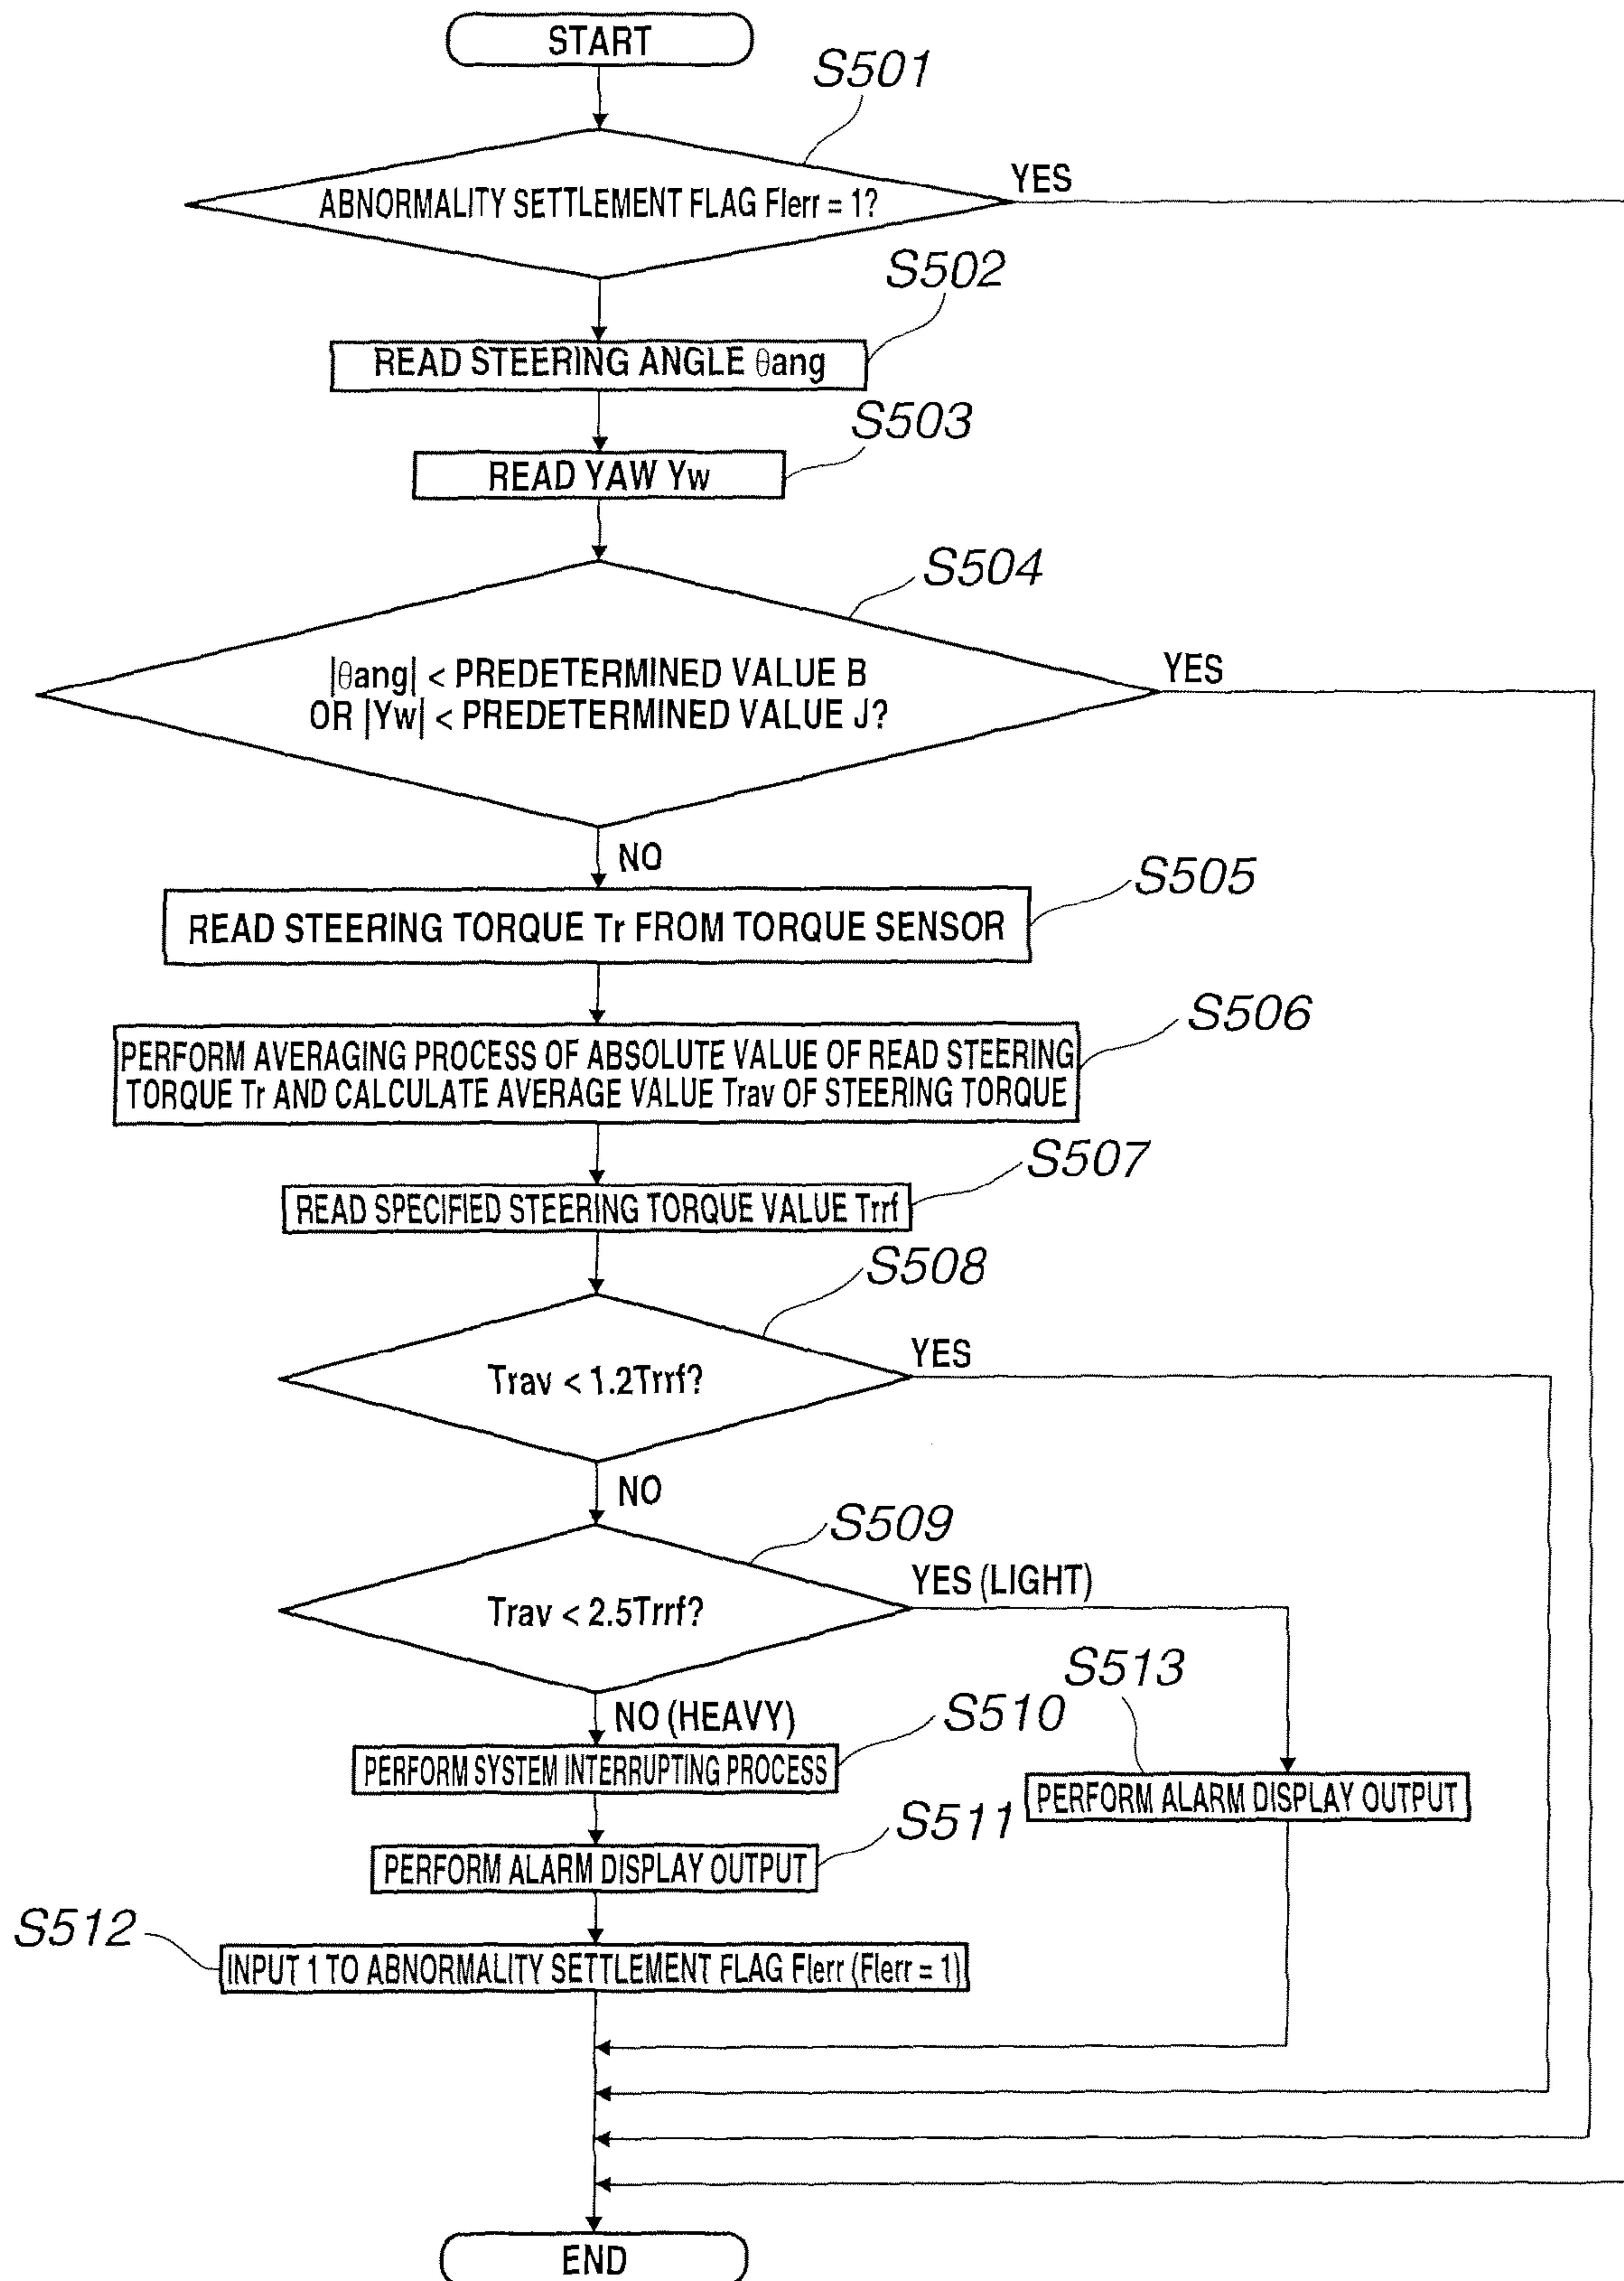 START
S501
ABNORMALITY SETTLEMENT FLAG Flerr = 1?
YES
S502
READ STEERING ANGLE θang
S503
READ YAW Yw
S504
|θang| < PREDETERMINED VALUE B
OR |Yw| < PREDETERMINED VALUE J?
YES
NO
S505
READ STEERING TORQUE Tr FROM TORQUE SENSOR
S506
PERFORM AVERAGING PROCESS OF ABSOLUTE VALUE OF READ STEERING
TORQUE Tr AND CALCULATE AVERAGE VALUE Trav OF STEERING TORQUE
S507
READ SPECIFIED STEERING TORQUE VALUE Trrf
S508
Trav < 1.2Trrf?
YES
NO
S509
Trav < 2.5Trrf?
YES (LIGHT)
NO (HEAVY)
S510
PERFORM SYSTEM INTERRUPTING PROCESS
S513
PERFORM ALARM DISPLAY OUTPUT
S511
PERFORM ALARM DISPLAY OUTPUT
S512
INPUT 1 TO ABNORMALITY SETTLEMENT FLAG Flerr (Flerr = 1)
END